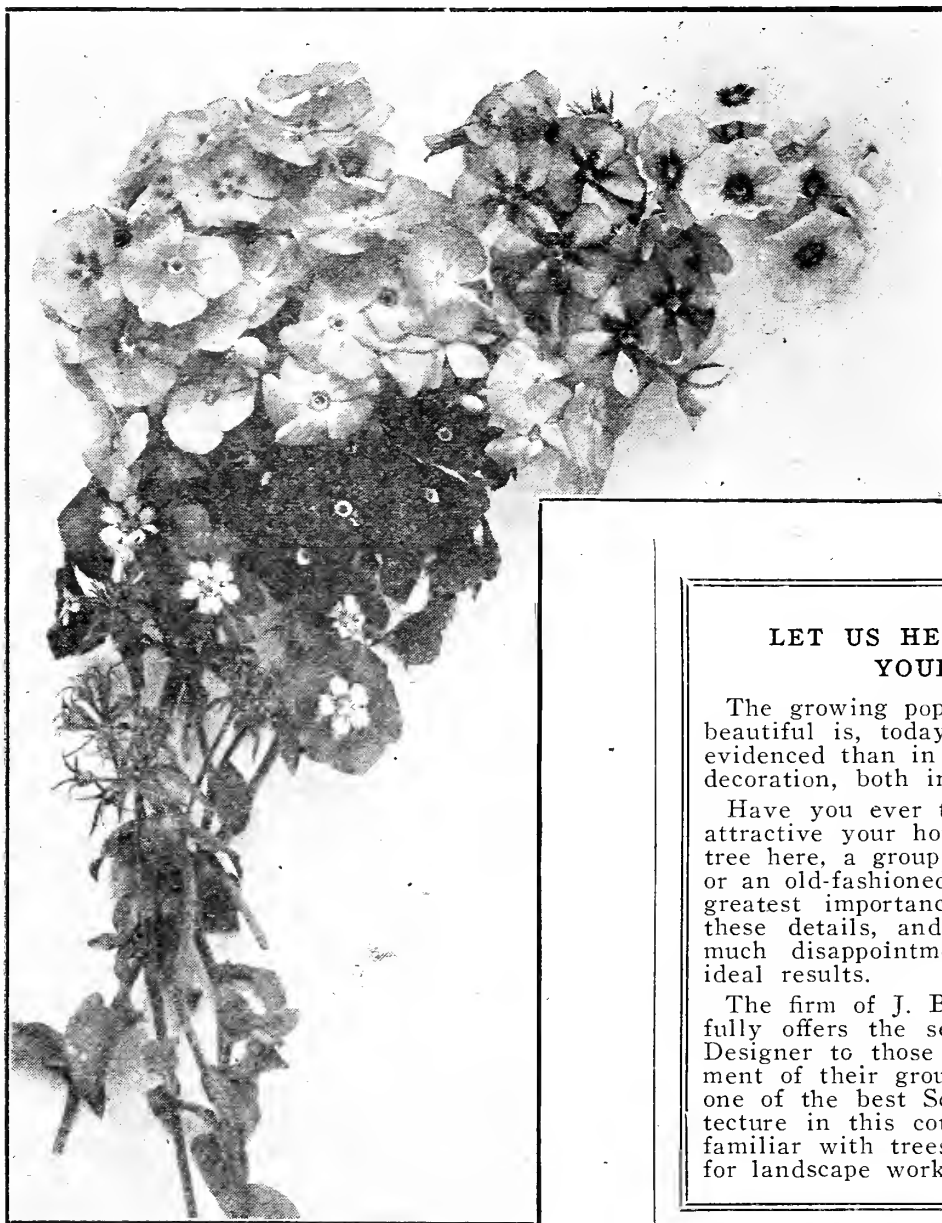 LET US HE
YOUR
The growing pop
beautiful is, today
evidenced than in
decoration, both in
Have you ever t
attractive your ho
tree here, a group
or an old-fashioned
greatest importanc
these details, and
much disappointme
ideal results.
The firm of J. B
fully offers the se
Designer to those
ment of their grou
one of the best Sc
tecture in this cou
familiar with trees
for landscape work